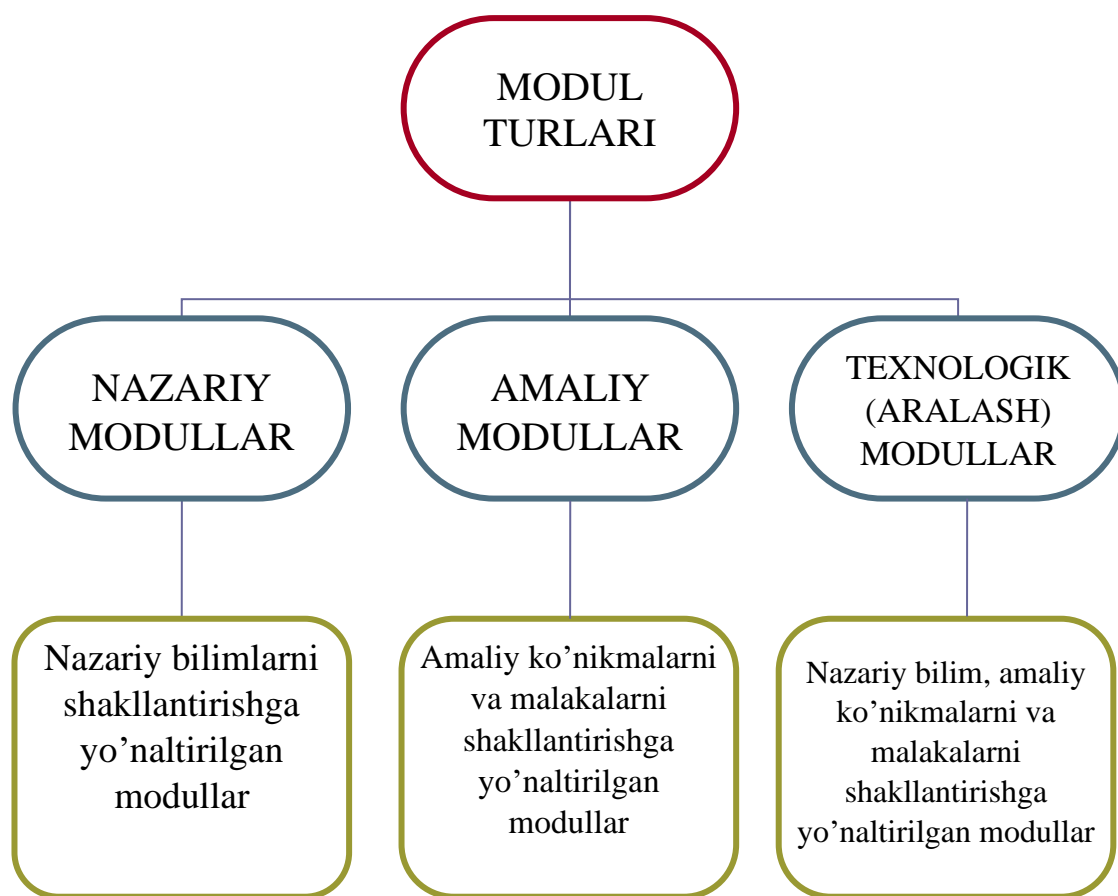 MODUL
TURLARI
NAZARIY
MODULLAR
AMALIY
MODULLAR
TEXNOLOGIK
(ARALASH)
MODULLAR
Nazariy bilimlarni
shakllantirishga
yo’naltirilgan
modullar
Amaliy ko’nikmalarni
va malakalarni
shakllantirishga
yo’naltirilgan
modullar
Nazariy bilim, amaliy
ko’nikmalarni va
malakalarni
shakllantirishga
yo’naltirilgan modullar